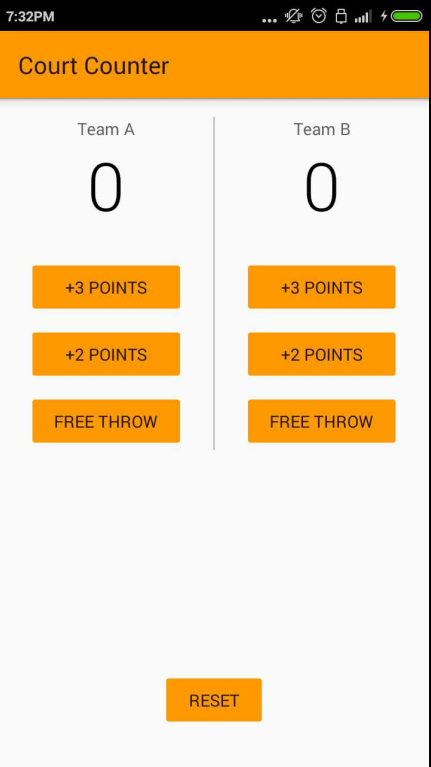 7:32PM
Court Counter
Team A
0
+3 POINTS
+2 POINTS
FREE THROW
Team B
0
+3 POINTS
+2 POINTS
FREE THROW
RESET